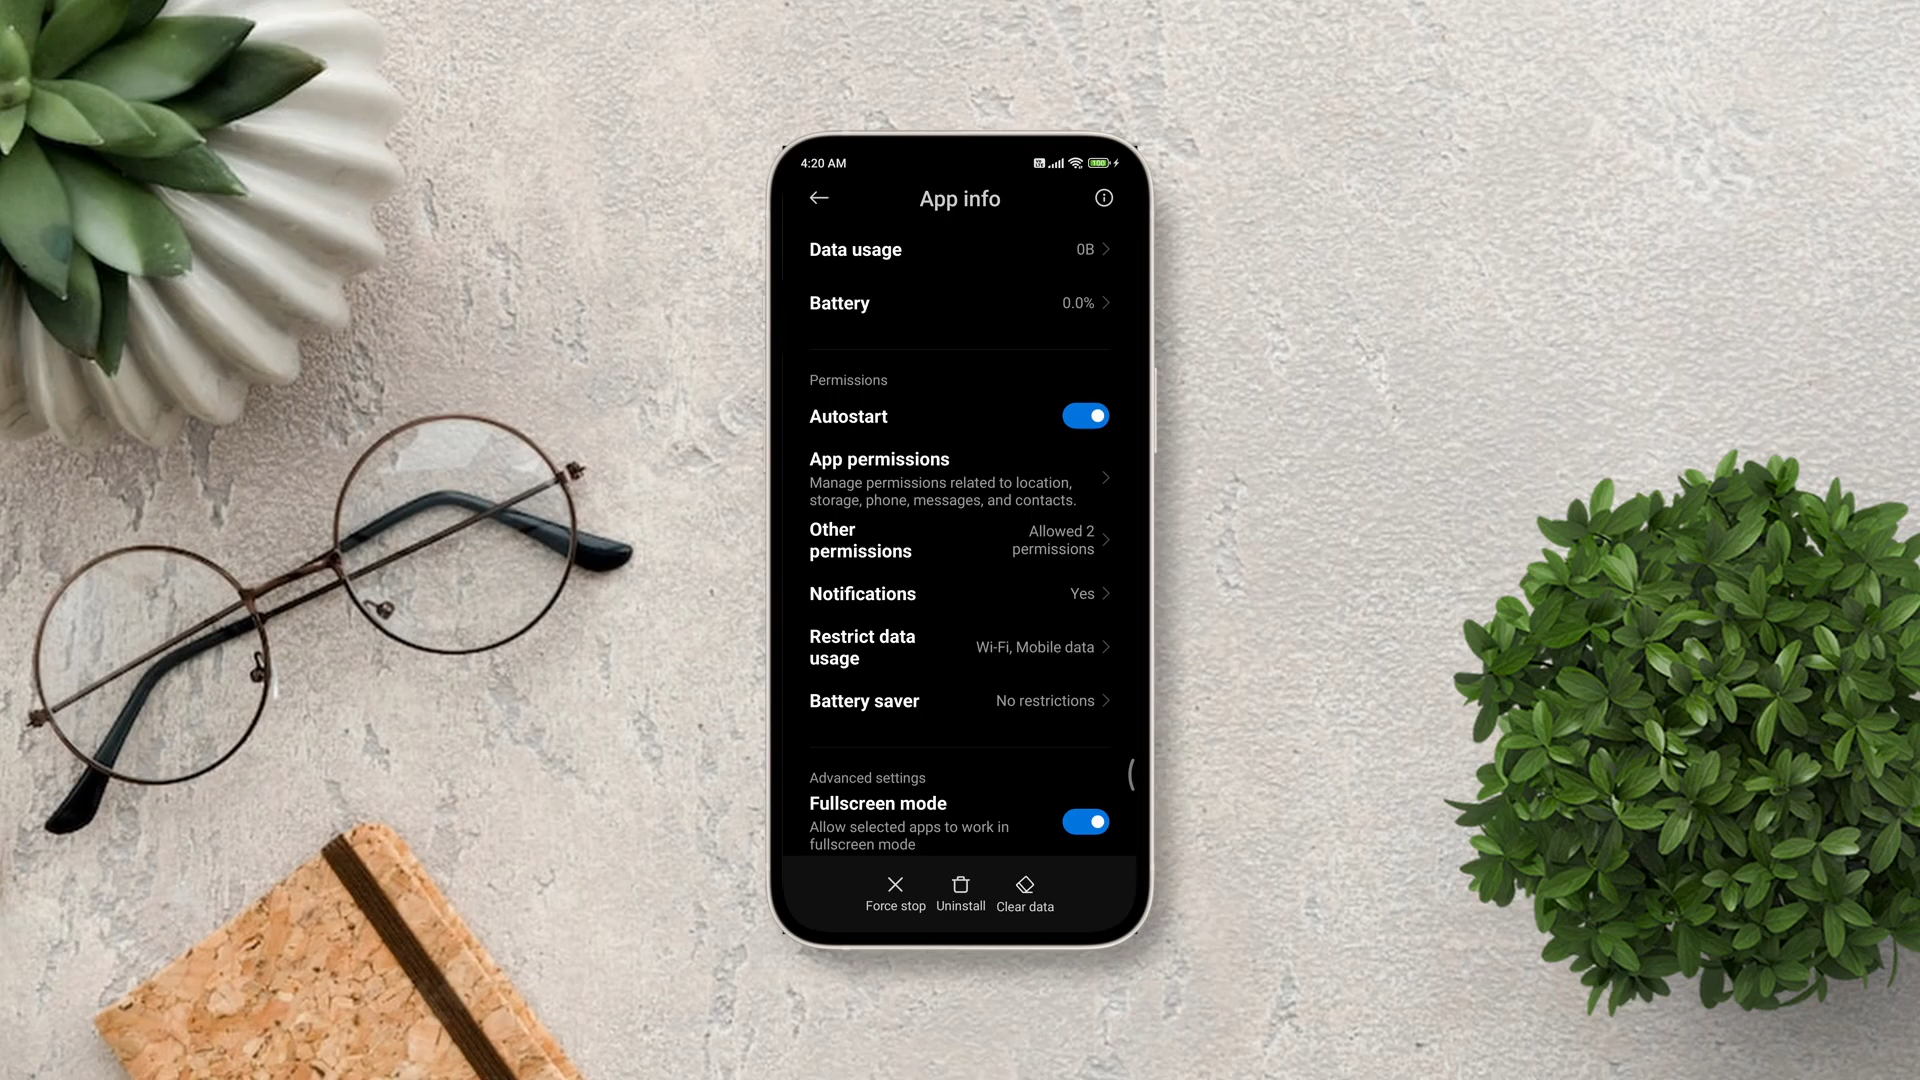 4:20 AM
100
App info
Data usage 0B
Battery 0.0%
Permissions
Autostart
App permissions
Manage permissions related to location,
storage, phone, messages, and contacts.
Other
permissions
Allowed 2
permissions
Notifications Yes
Restrict data
usage
Wi-Fi, Mobile data
Battery saver No restrictions
Advanced settings
Fullscreen mode
Allow selected apps to work in
fullscreen mode
Force stop Uninstall Clear data